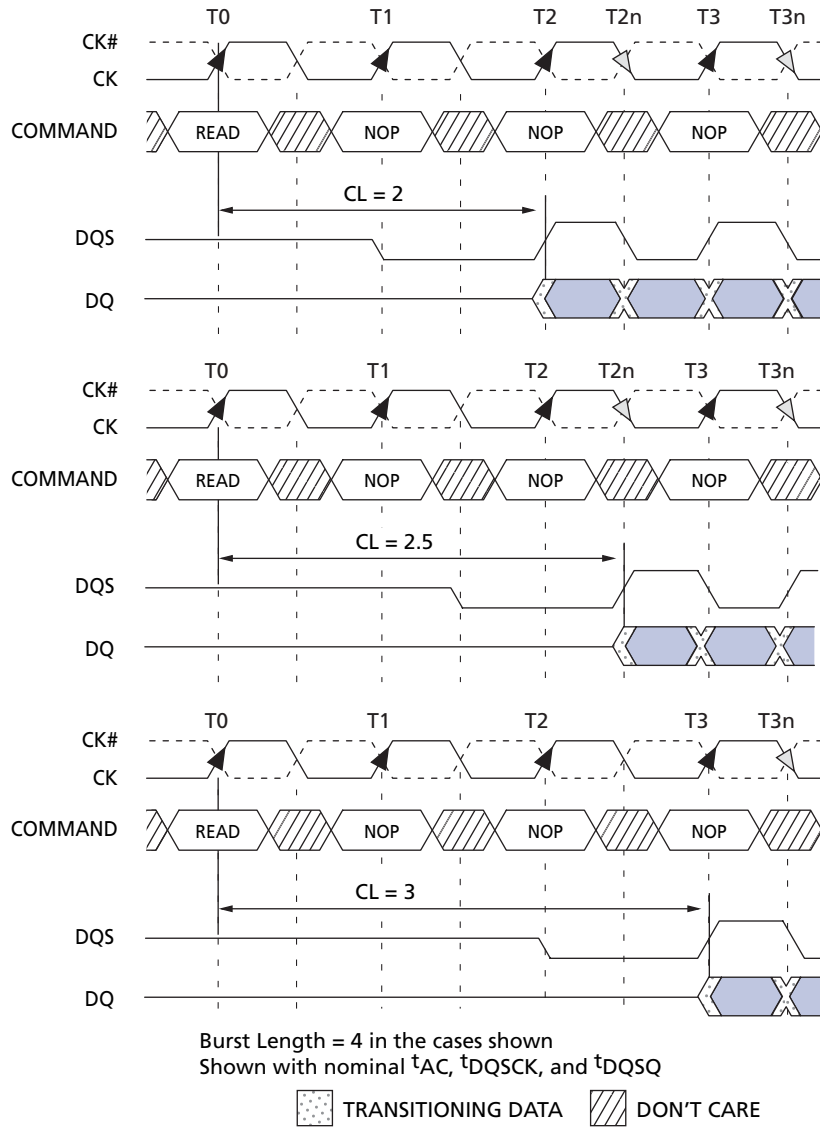 T0 T1 T2 T2n T3 T3n
CK#
CK
COMMAND READ NOP NOP NOP
CL = 2
DQS
DQ
T0 T1 T2 T2n T3 T3n
CK#
CK
COMMAND READ NOP NOP NOP
CL = 2.5
DQS
DQ
T0 T1 T2 T3 T3n
CK#
CK
COMMAND READ NOP NOP NOP
CL = 3
DQS
DQ
Burst Length = 4 in the cases shown
Shown with nominal tAC, tDQSCK, and tDQSQ
TRANSITIONING DATA DON'T CARE